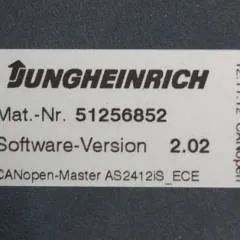 JUNGHEINRICH
Mat.-Nr. 51256852
Software-Version 2.02
CANopen-Master AS2412iS_ECE